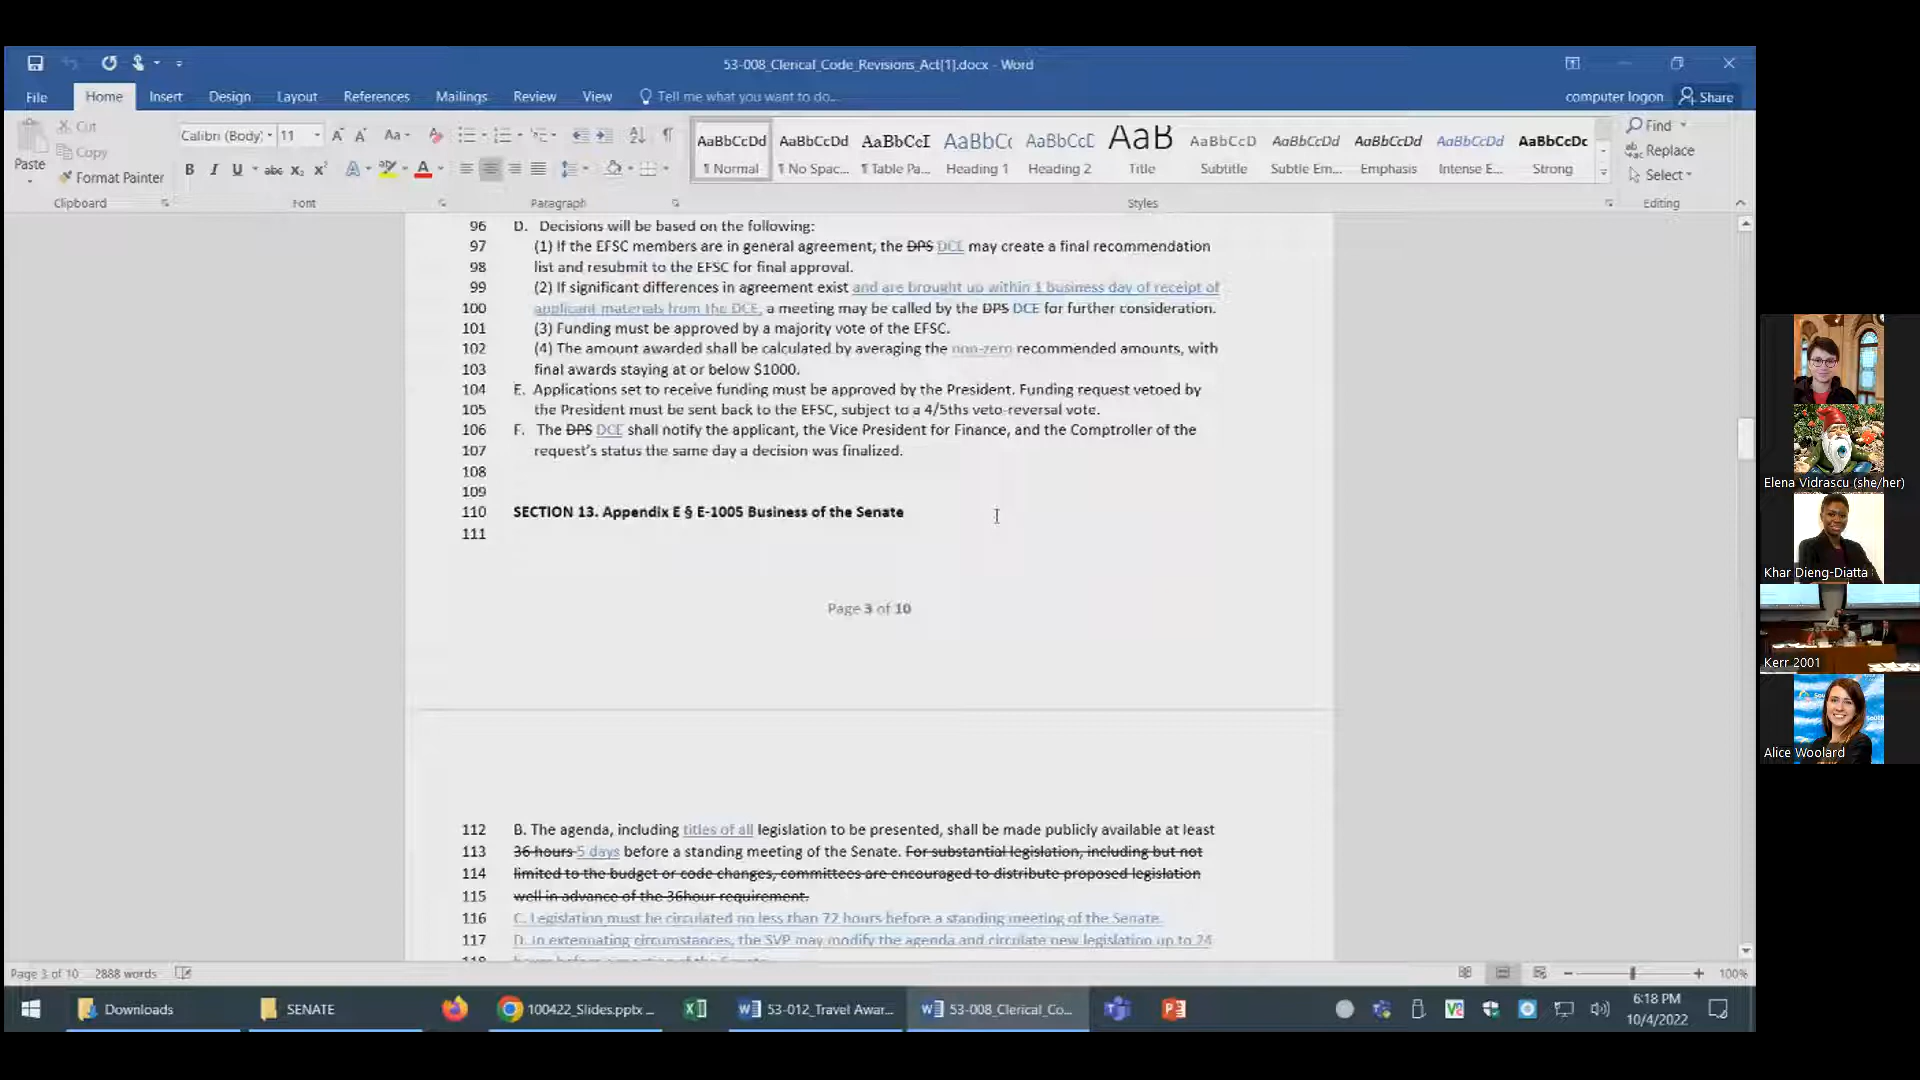 53-008_Clerical_Code_Revisions_Act[1].docx - Word
File Home Insert Design Layout References Mailings Review View Tell me what you want to do... computer logon Share
Cut
Copy
Format Painter
Paste
Calibri (Body) 11
AaBbCcDd AaBbCcDd AaBbCcI AaBbCc AaBbCcC AaB AaBbCcD AaBbCcDd AaBbCcDd AaBbCcDd AaBbCcDc
¶ Normal ¶ No Spac... ¶ Table Pa... Heading 1 Heading 2 Title Subtitle Subtle Em... Emphasis Intense E... Strong
Find
Replace
Select
Clipboard Font Paragraph Styles Editing
96 D. Decisions will be based on the following:
97 (1) If the EFSC members are in general agreement, the DPS DCE may create a final recommendation
98 list and resubmit to the EFSC for final approval.
99 (2) If significant differences in agreement exist and are brought up within 1 business day of receipt of
100 applicant materials from the DCE, a meeting may be called by the DPS DCE for further consideration.
101 (3) Funding must be approved by a majority vote of the EFSC.
102 (4) The amount awarded shall be calculated by averaging the non-zero recommended amounts, with
103 final awards staying at or below $1000.
104 E. Applications set to receive funding must be approved by the President. Funding request vetoed by
105 the President must be sent back to the EFSC, subject to a 4/5ths veto-reversal vote.
106 F. The DPS DCE shall notify the applicant, the Vice President for Finance, and the Comptroller of the
107 request's status the same day a decision was finalized.
108
109
110 SECTION 13. Appendix E § E-1005 Business of the Senate
111
Page 3 of 10
112 B. The agenda, including titles of all legislation to be presented, shall be made publicly available at least
113 36 hours 5 days before a standing meeting of the Senate. For substantial legislation, including but not
114 limited to the budget or code changes, committees are encouraged to distribute proposed legislation
115 well in advance of the 36hour requirement.
116 C. Legislation must be circulated no less than 72 hours before a standing meeting of the Senate.
117 D. In extenuating circumstances, the SVP may modify the agenda and circulate new legislation up to 24
Page 3 of 10 2888 words 100%
Downloads SENATE 100422_Slides.pptx ... 53-012_Travel Awar... 53-008_Clerical_Co...
6:18 PM
10/4/2022
Elena Vidrascu (she/her)
Khar Dieng-Diatta
Kerr 2001
Alice Woolard